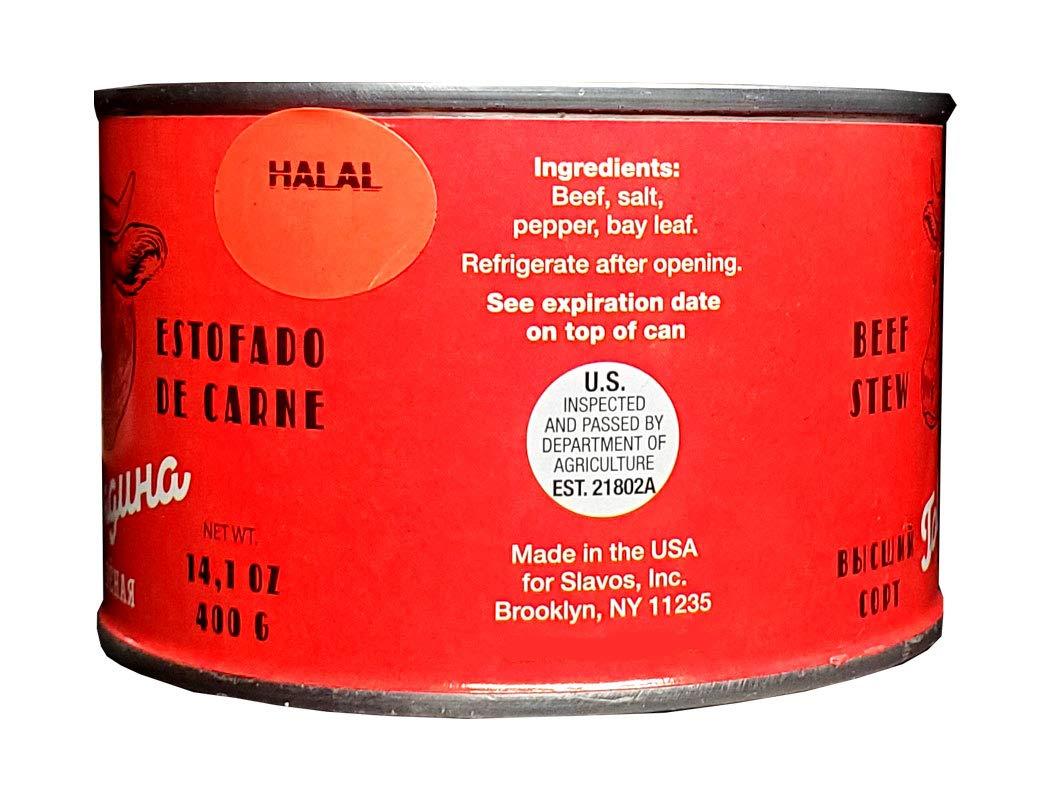 HALAL
ESTOFADO
DE CARNE
NET WT.
14,1 OZ
400 G
Ingredients:
Beef, salt,
pepper, bay leaf.
Refrigerate after opening.
See expiration date
on top of can
U.S.
INSPECTED
AND PASSED BY
DEPARTMENT OF
AGRICULTURE
EST. 21802A
Made in the USA
for Slavos, Inc.
Brooklyn, NY 11235
BEEF
STEW
ВЫСШИЙ
СОРТ